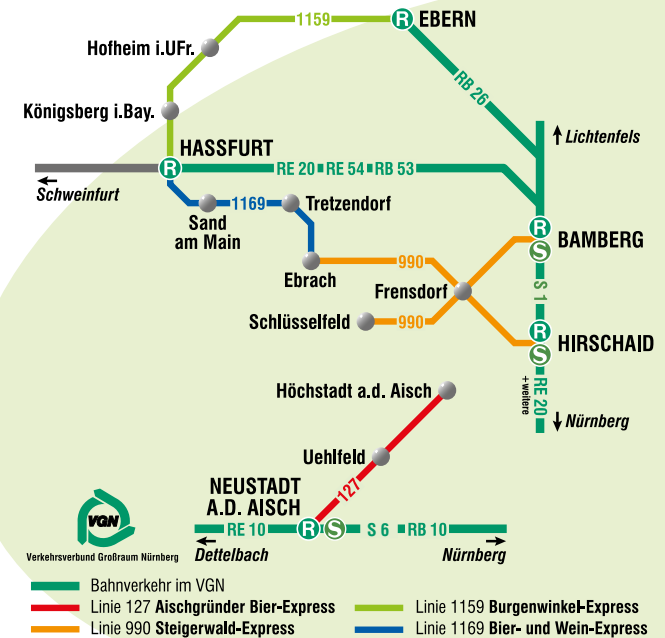 1159
EBERN
Hofheim i.UFr.
RB 26
Königsberg i.Bay.
Lichtenfels
HASSFURT
RE 20 RE 54 RB 53
Schweinfurt
1169
Tretzendorf
Sand
am Main
BAMBERG
Ebrach
990
Frensdorf
S 1
Schlüsselfeld
990
HIRSCHAID
RE 20
+ weitere
Höchstadt a.d. Aisch
Nürnberg
Uehlfeld
127
NEUSTADT
A.D. AISCH
RE 10
R
S
S 6
RB 10
Dettelbach
Nürnberg
R
R
R
S
R
S
VGN
Verkehrsverbund Großraum Nürnberg
Bahnverkehr im VGN
Linie 127 Aischgründer Bier-Express
Linie 1159 Burgenwinkel-Express
Linie 990 Steigerwald-Express
Linie 1169 Bier- und Wein-Express